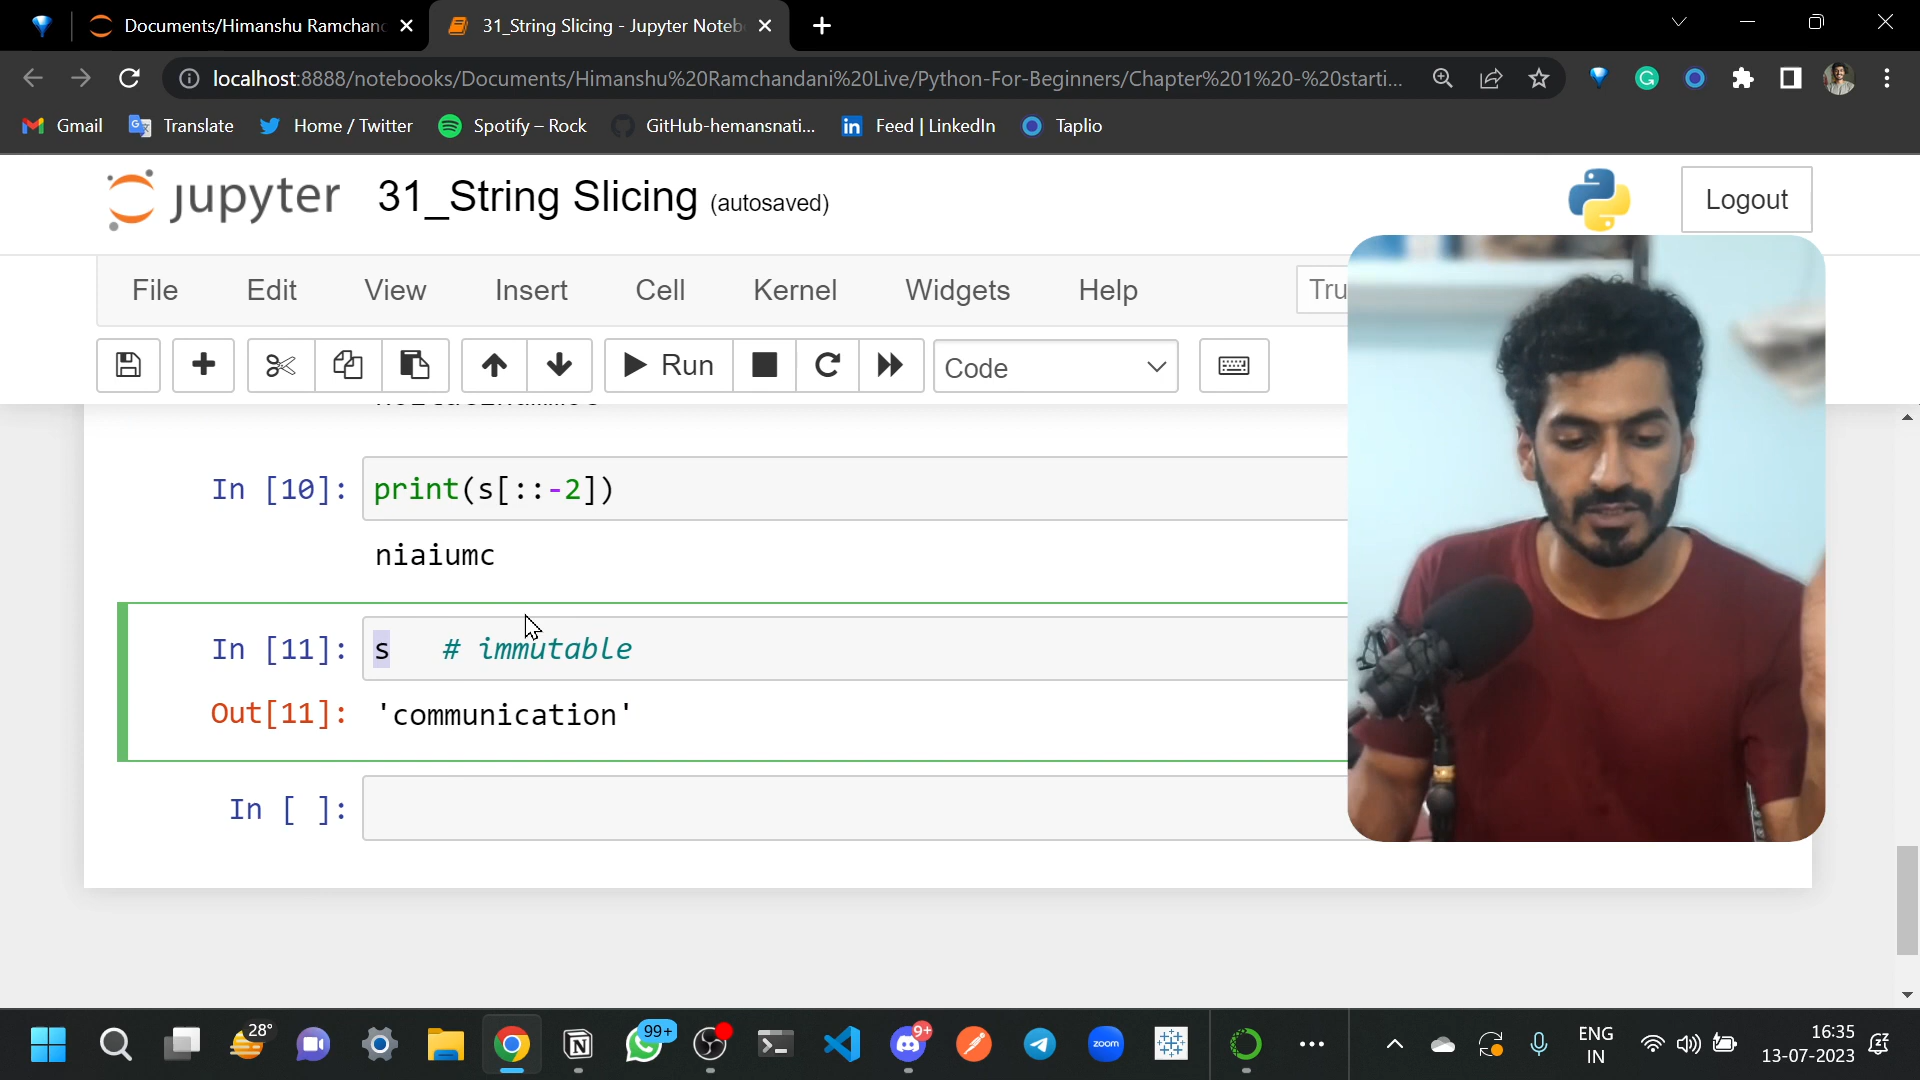 Documents/Himanshu Ramchand
31_String Slicing - Jupyter Noteb
localhost:8888/notebooks/Documents/Himanshu%20Ramchandani%20Live/Python-For-Beginners/Chapter%201%20-%20starti...
Gmail
Translate
Home / Twitter
Spotify – Rock
GitHub-hemansnati...
Feed | LinkedIn
Taplio
jupyter 31_String Slicing (autosaved)
Logout
File Edit View Insert Cell Kernel Widgets Help Tru
Run
Code
In [10]: print(s[::-2])
niaiumc
In [11]: s # immutable
Out[11]: 'communication'
In [ ]:
28°
99+
9+
zoom
ENG
IN
16:35
13-07-2023